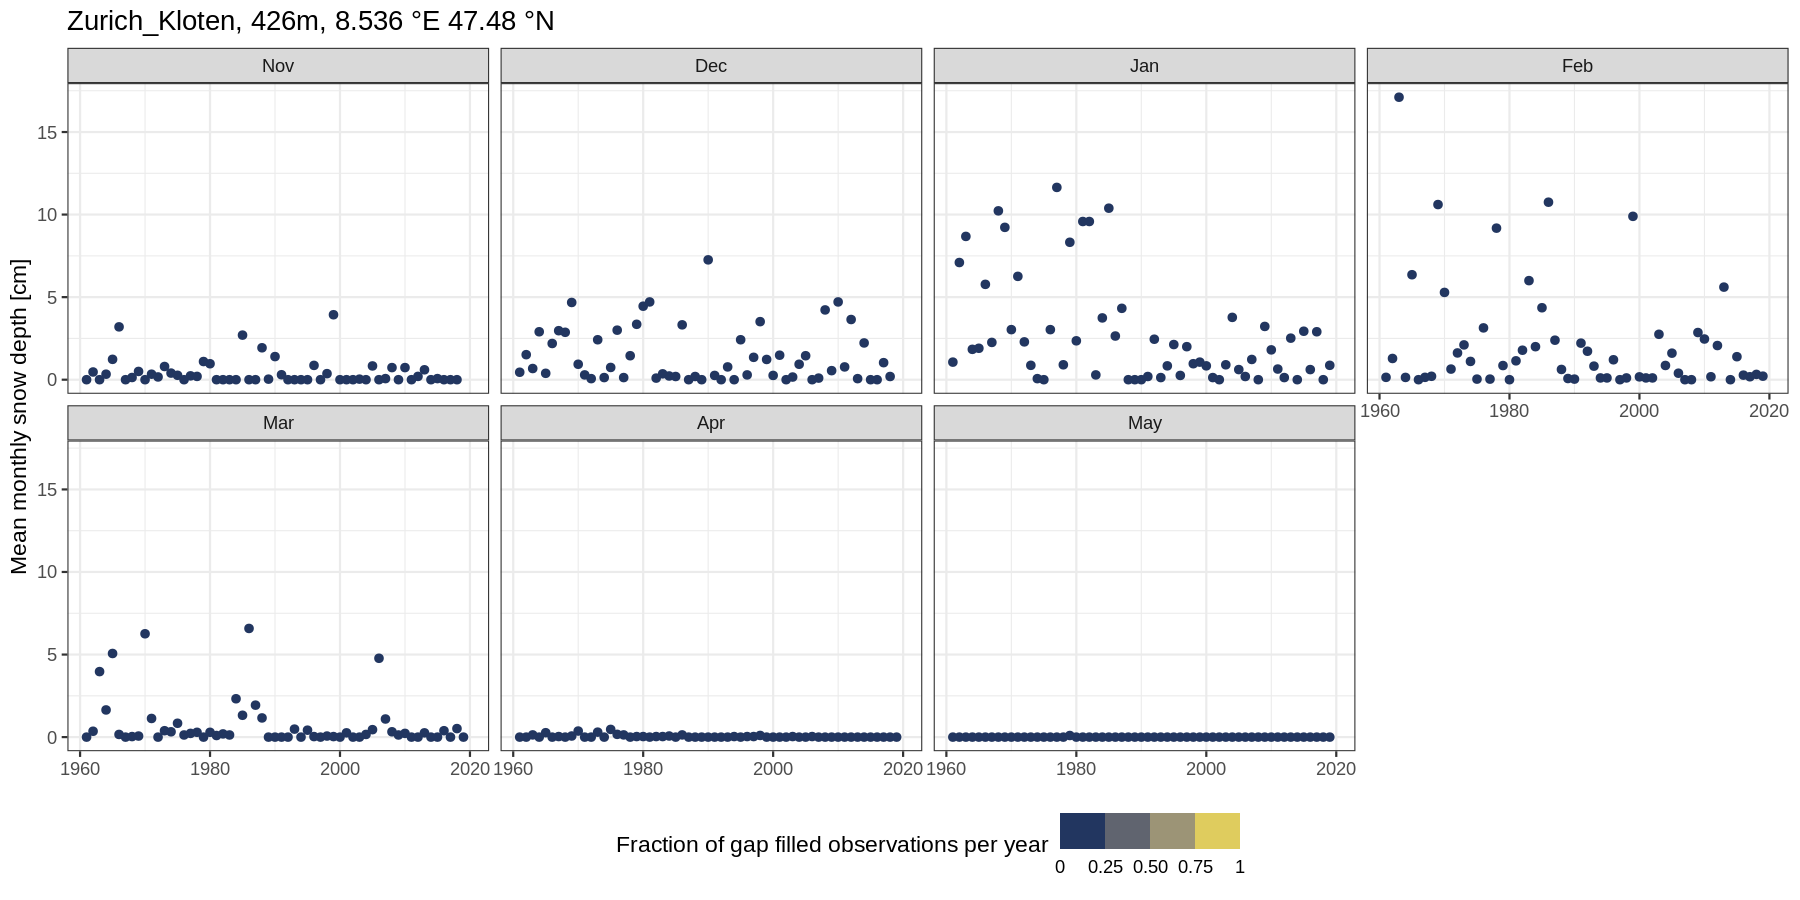 Zurich_Kloten, 426m, 8.536 °E 47.48 °N
Nov
Dec
Jan
Feb
Mean monthly snow depth [cm]
15
10
5
0
1960 1980 2000 2020
Mar
Apr
May
15
10
5
0
1960 1980 2000 2020 1960 1980 2000 2020 1960 1980 2000 2020
Fraction of gap filled observations per year
0 0.25 0.50 0.75 1